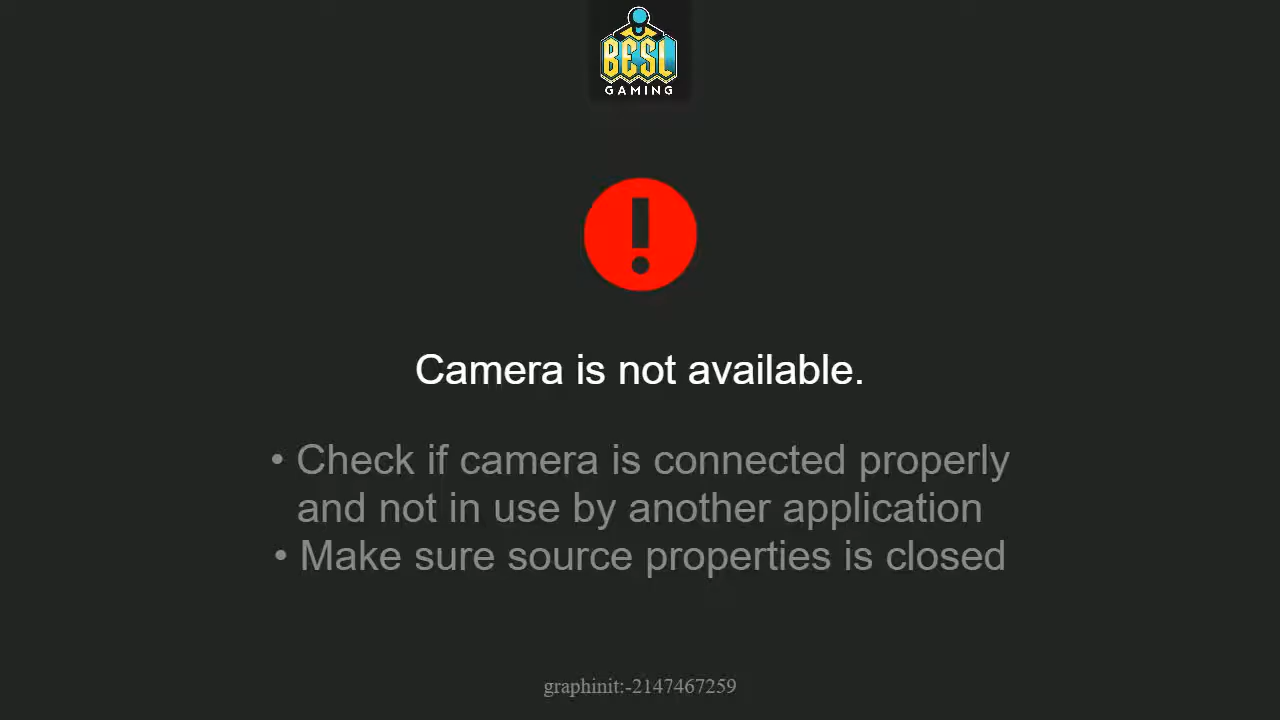 BESL
GAMING
Camera is not available.
• Check if camera is connected properly
and not in use by another application
• Make sure source properties is closed
graphinit:-2147467259